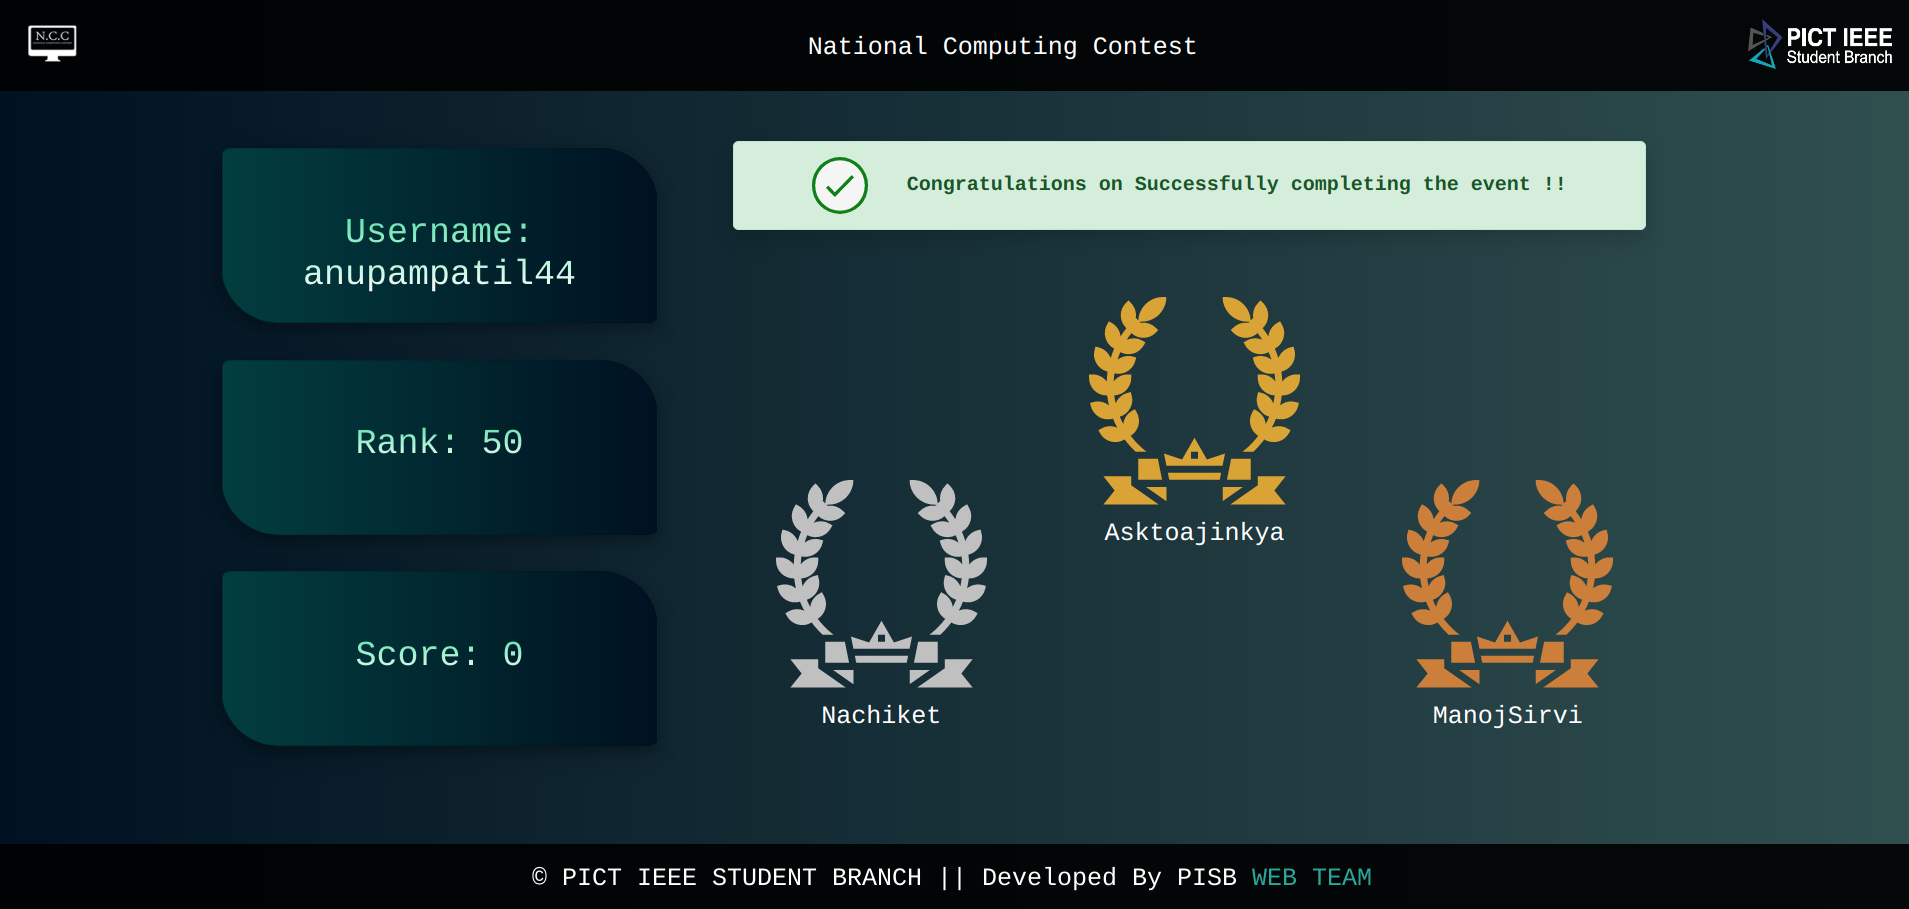 N.C.C
National Computing Contest
PICT IEEE
Student Branch
Username:
anupampatil44
Rank: 50
Score: 0
Congratulations on Successfully completing the event !!
Asktoajinkya
Nachiket
ManojSirvi
© PICT IEEE STUDENT BRANCH || Developed By PISB WEB TEAM